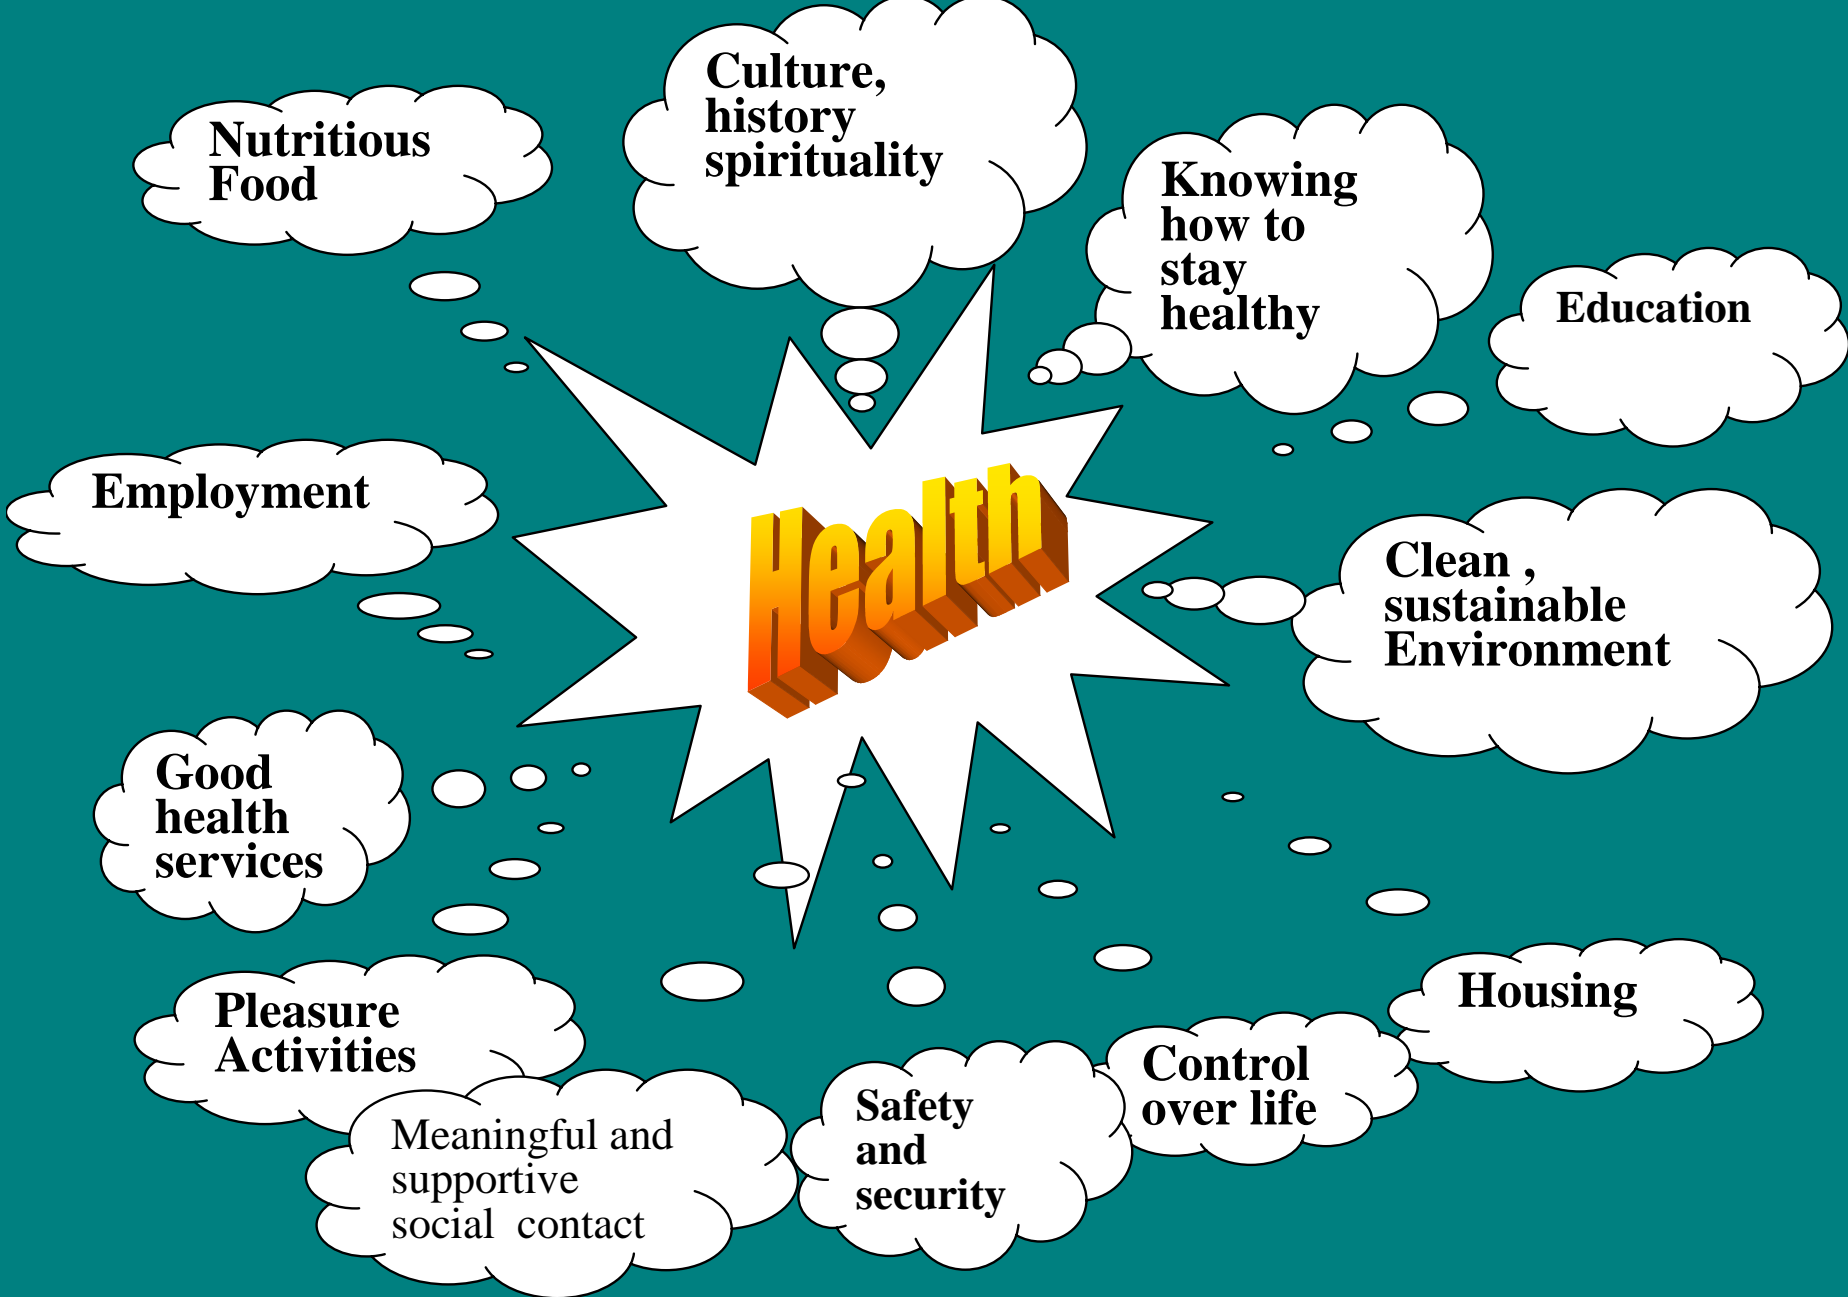 Culture,
history
spirituality
Nutritious
Food
Knowing
how to
stay
healthy
Education
Employment
Health
Clean ,
sustainable
Environment
Good
health
services
Pleasure
Activities
Housing
Control
over life
Safety
and
security
Meaningful and
supportive
social  contact